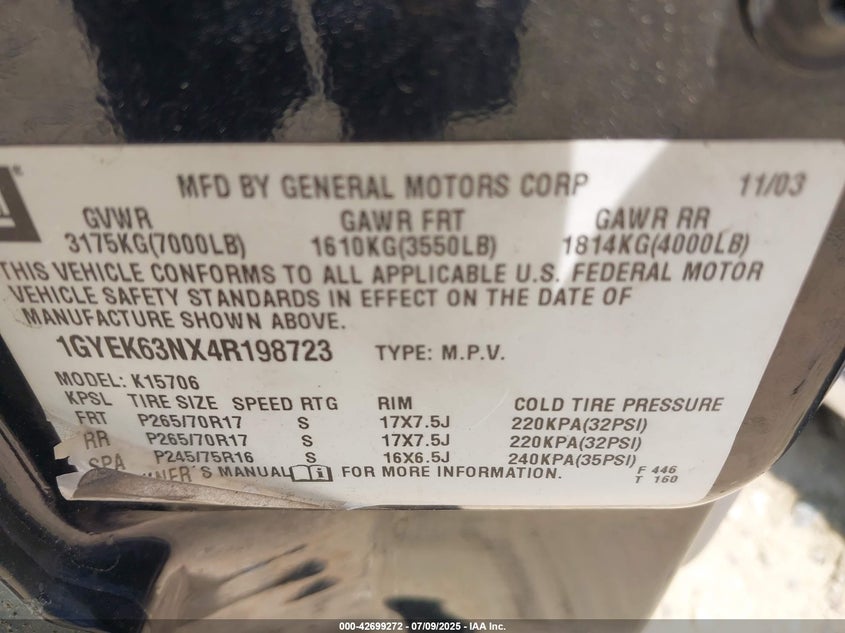 MFD BY GENERAL MOTORS CORP 11/03
GVWR GAWR FRT GAWR RR
3175KG(7000LB) 1610KG(3550LB) 1814KG(4000LB)
THIS VEHICLE CONFORMS TO ALL APPLICABLE U.S. FEDERAL MOTOR
VEHICLE SAFETY STANDARDS IN EFFECT ON THE DATE OF
MANUFACTURE SHOWN ABOVE.
1GYEK63NX4R198723 TYPE: M.P.V.
MODEL: K15706
KPSL TIRE SIZE SPEED RTG RIM COLD TIRE PRESSURE
FRT P265/70R17 S 17X7.5J 220KPA(32PSI)
RR P265/70R17 S 17X7.5J 220KPA(32PSI)
SPA P245/75R16 S 16X6.5J 240KPA(35PSI)
WNER'S MANUAL FOR MORE INFORMATION. F 446
T 160
000-42699272 / 07/09/2025 - IAA Inc.